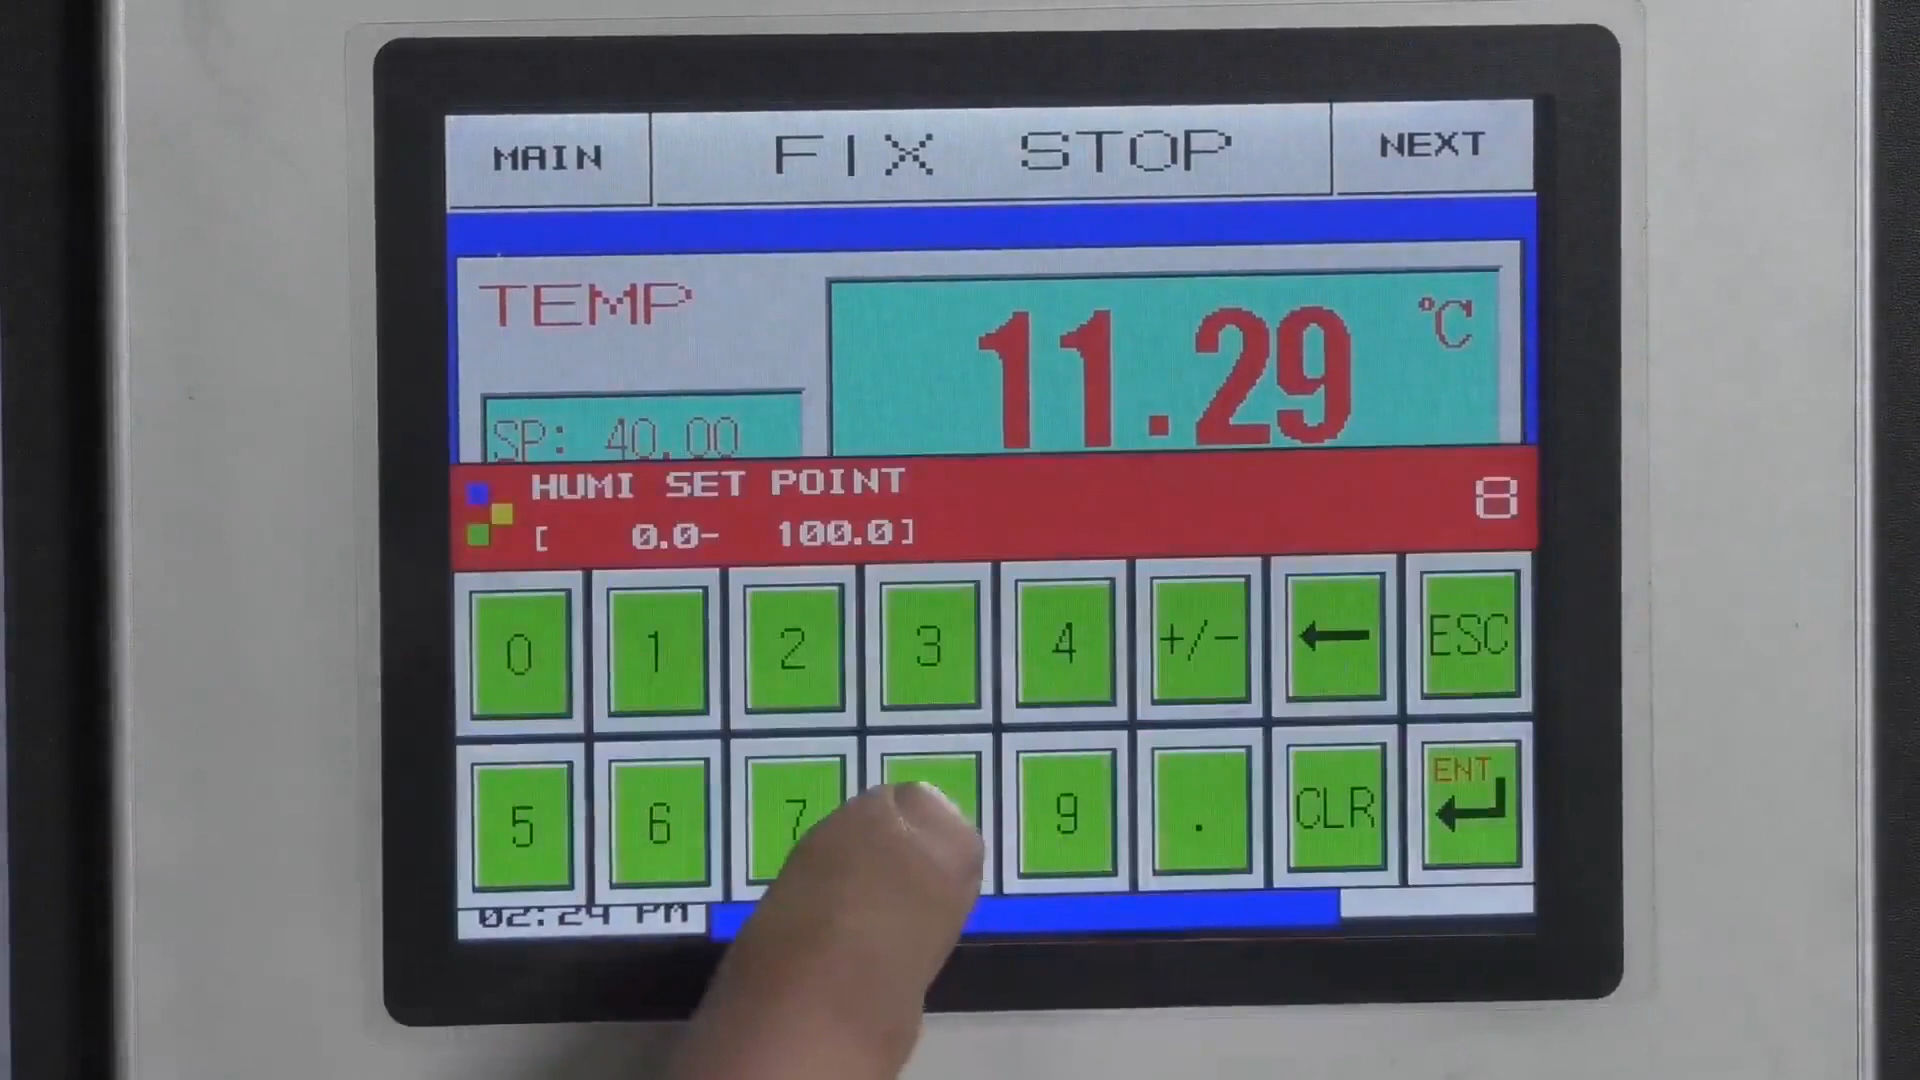 MAIN FIX STOP NEXT
TEMP
11.29 °C
SP: 40.00
HUMI SET POINT
[ 0.0- 100.0]
8
0 1 2 3 4 +/- ← ESC
5 6 7 9 . CLR ENT
02:24 PM